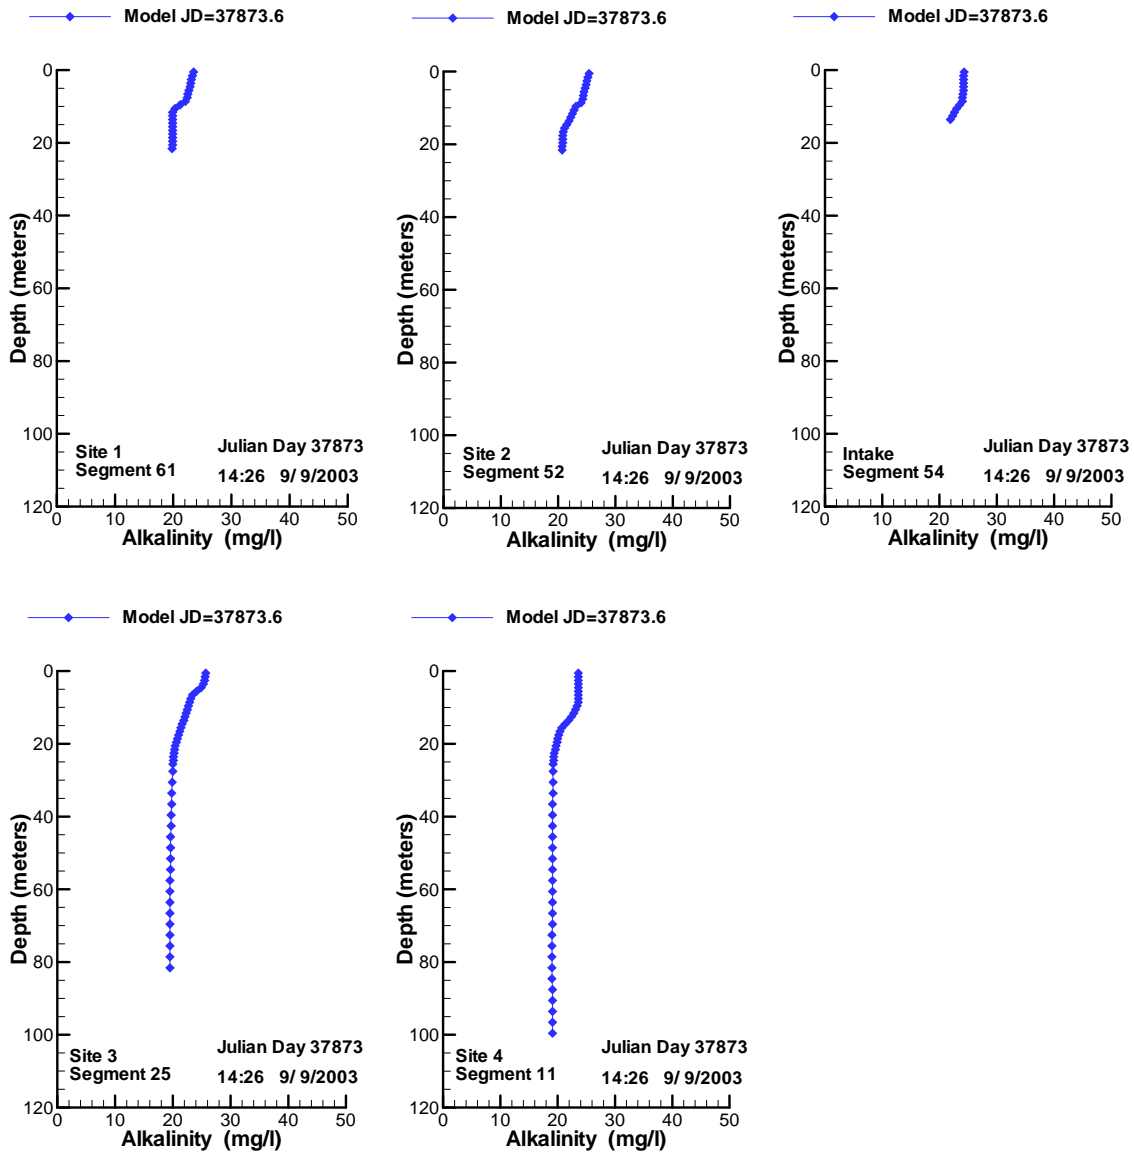 Model JD=37873.6
0
20
40
60
80
100
120
Depth (meters)
Site 1
Segment 61
Julian Day 37873
14:26 9/ 9/2003
0 10 20 30 40 50
Alkalinity (mg/l)
Model JD=37873.6
0
20
40
60
80
100
120
Depth (meters)
Site 2
Segment 52
Julian Day 37873
14:26 9/ 9/2003
0 10 20 30 40 50
Alkalinity (mg/l)
Model JD=37873.6
0
20
40
60
80
100
120
Depth (meters)
Intake
Segment 54
Julian Day 37873
14:26 9/ 9/2003
0 10 20 30 40 50
Alkalinity (mg/l)
Model JD=37873.6
0
20
40
60
80
100
120
Depth (meters)
Site 3
Segment 25
Julian Day 37873
14:26 9/ 9/2003
0 10 20 30 40 50
Alkalinity (mg/l)
Model JD=37873.6
0
20
40
60
80
100
120
Depth (meters)
Site 4
Segment 11
Julian Day 37873
14:26 9/ 9/2003
0 10 20 30 40 50
Alkalinity (mg/l)